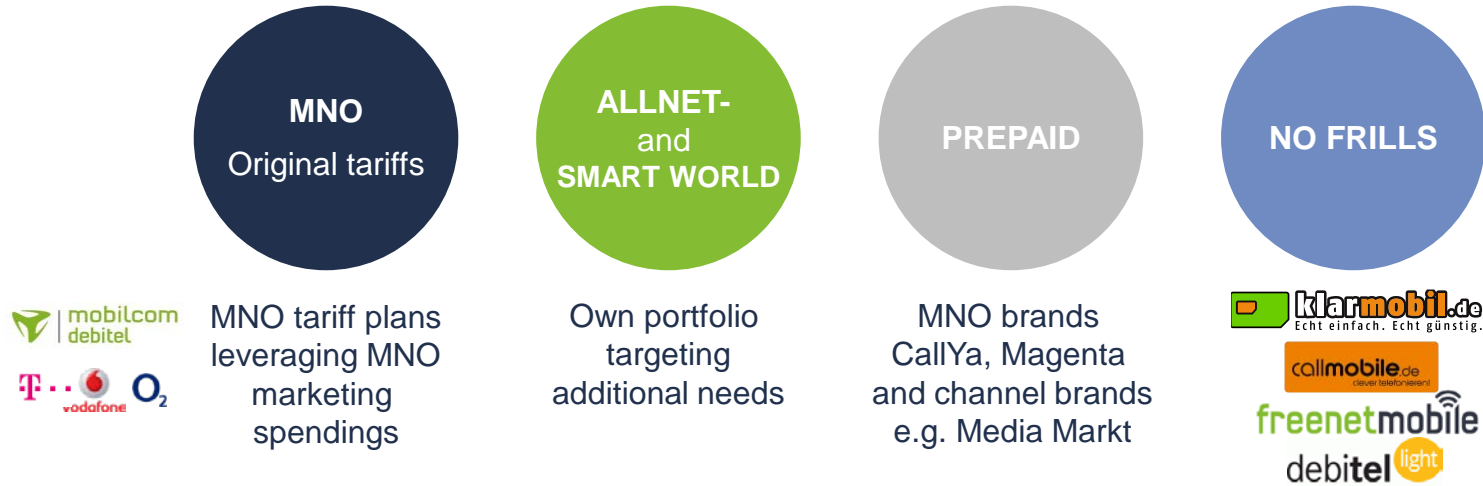 MNO
Original tariffs
ALLNET-
and
SMART WORLD
PREPAID
NO FRILLS
mobilcom
debitel
T··
vodafone
O2
MNO tariff plans
leveraging MNO
marketing
spendings
Own portfolio
targeting
additional needs
MNO brands
CallYa, Magenta
and channel brands
e.g. Media Markt
klarmobil.de
Echt einfach. Echt günstig.
callmobile.de
clever telefonieren!
freenetmobile
debitel light